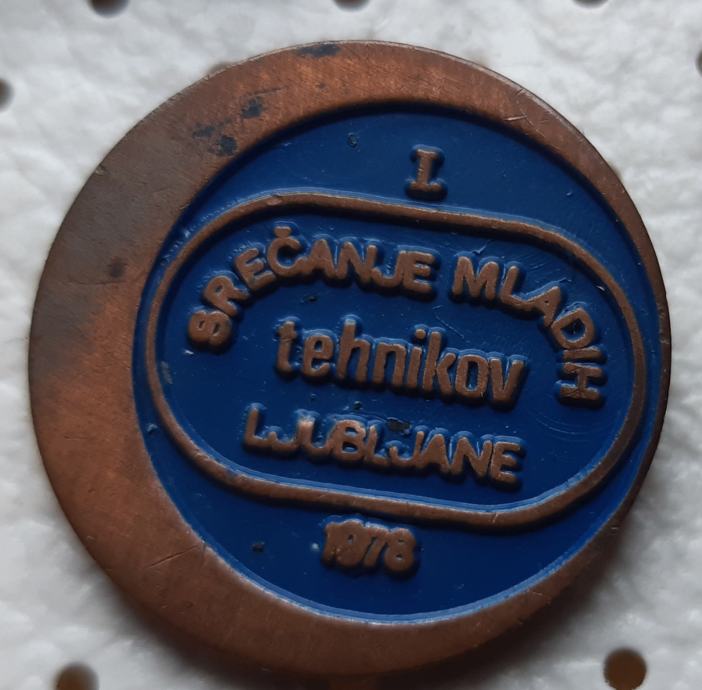 I.
SREČANJE MLADIH
tehnikov
LJUBLJANE
1978